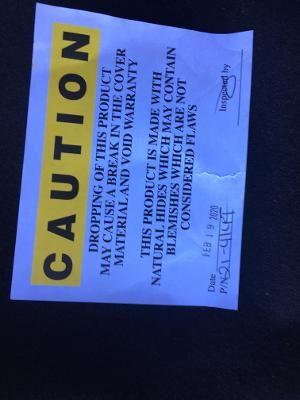 CAUTION
DROPPING OF THIS PRODUCT
MAY CAUSE A BREAK IN THE COVER
MATERIAL AND VOID WARRANTY
THIS PRODUCT IS MADE WITH
NATURAL HIDES WHICH MAY CONTAIN
BLEMISHES WHICH ARE NOT
CONSIDERED FLAWS
Date FEB 19 2020 Inspected by
P/N